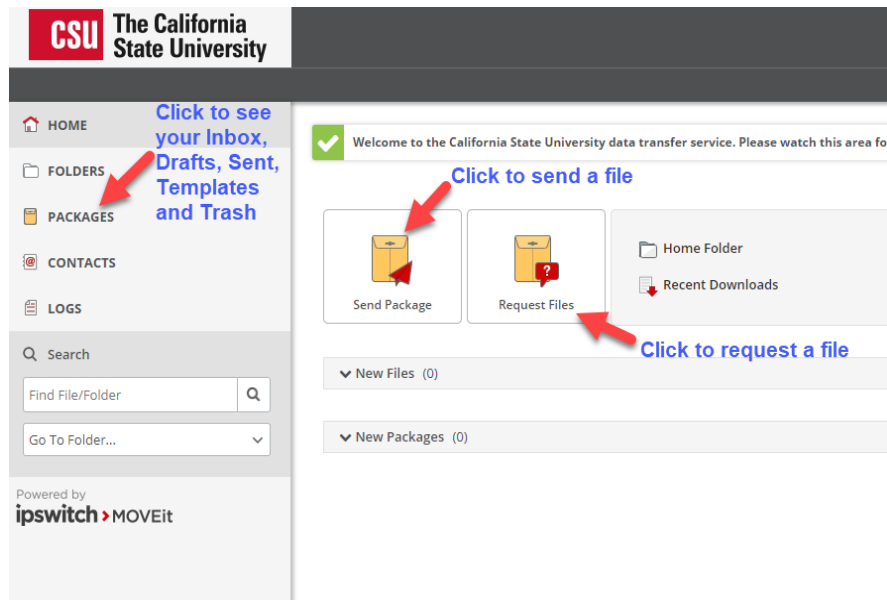 CSU The California
State University
HOME
FOLDERS
PACKAGES
CONTACTS
LOGS
Click to see
your Inbox,
Drafts, Sent,
Templates
and Trash
Search
Find File/Folder
Go To Folder...
Powered by
ipswitch MOVEit
Welcome to the California State University data transfer service. Please watch this area fo
Click to send a file
Send Package
Request Files
?
Home Folder
Recent Downloads
Click to request a file
New Files (0)
New Packages (0)